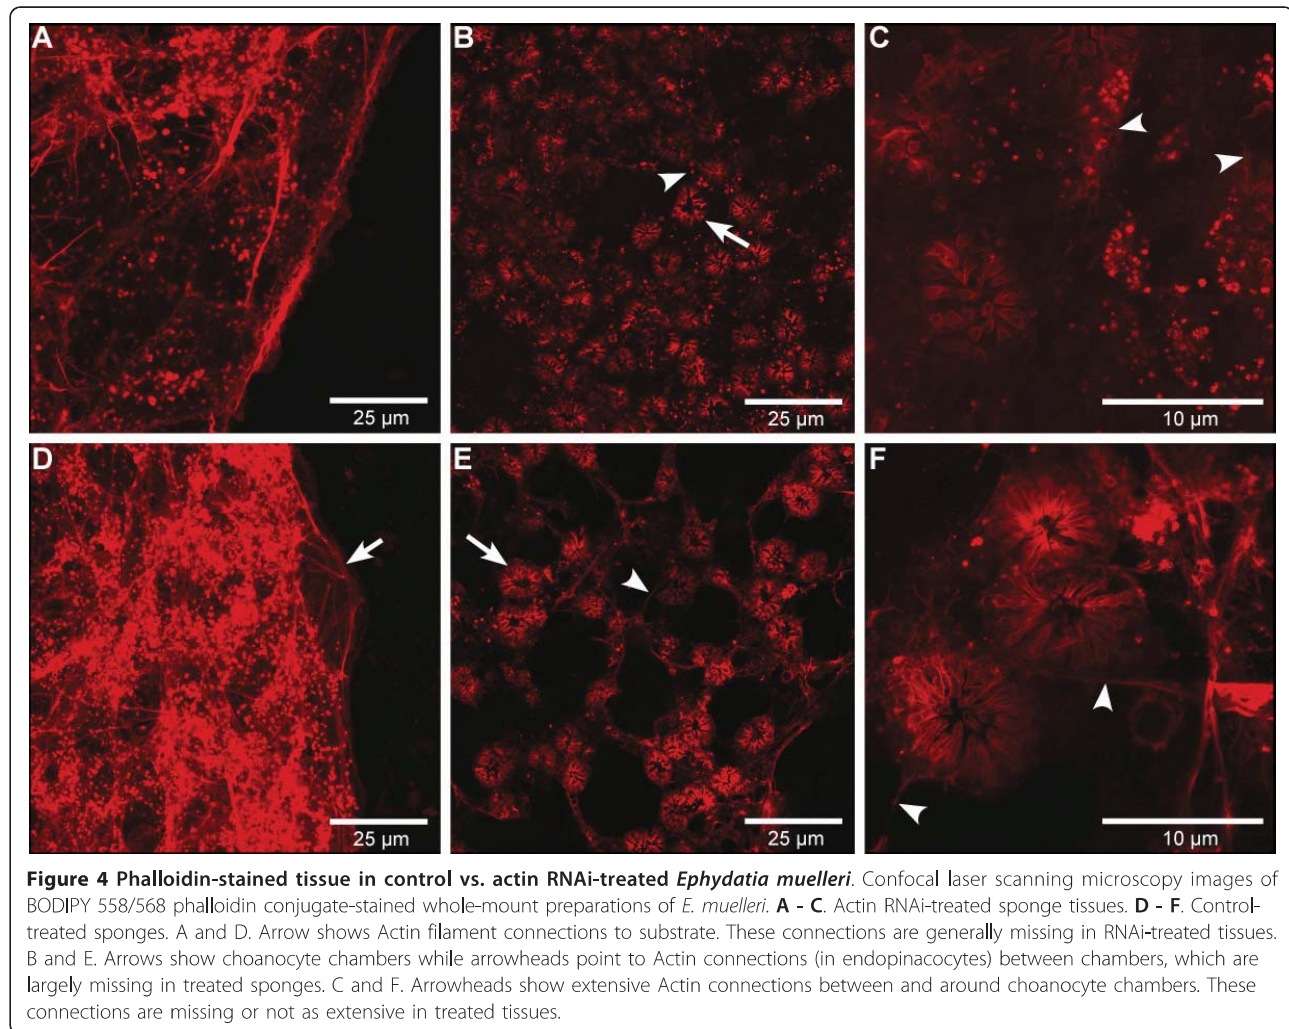 A B C
25 µm 25 µm 10 µm
D E F
25 µm 25 µm 10 µm
Figure 4 Phalloidin-stained tissue in control vs. actin RNAi-treated Ephydatia muelleri. Confocal laser scanning microscopy images of
BODIPY 558/568 phalloidin conjugate-stained whole-mount preparations of E. muelleri. A - C. Actin RNAi-treated sponge tissues. D - F. Control-
treated sponges. A and D. Arrow shows Actin filament connections to substrate. These connections are generally missing in RNAi-treated tissues.
B and E. Arrows show choanocyte chambers while arrowheads point to Actin connections (in endopinacocytes) between chambers, which are
largely missing in treated sponges. C and F. Arrowheads show extensive Actin connections between and around choanocyte chambers. These
connections are missing or not as extensive in treated tissues.